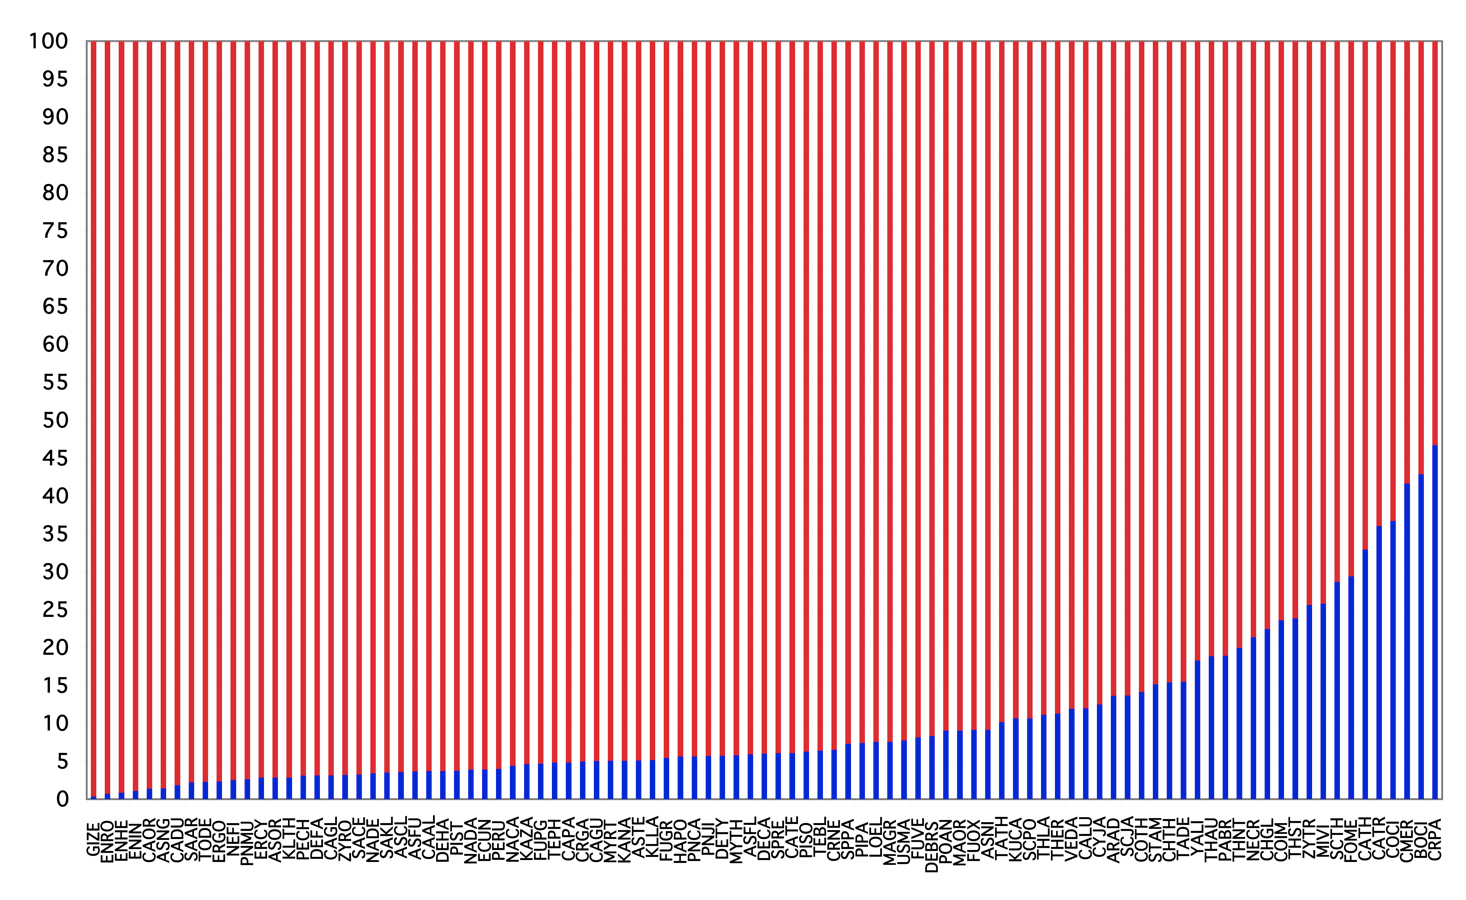 100
95
90
85
80
75
70
65
60
55
50
45
40
35
30
25
20
15
10
5
0
GIZE
ENRO
ENHE
ENIN
CAOR
ASNG
CADU
SAAR
TODE
ERGO
NEFI
PNMU
ERCY
ASOR
KLTH
PECH
DEFA
CAGL
ZYRO
SACE
NADE
SAKL
ASCL
ASFU
CAAL
DEHA
PIST
NADA
ECUN
PERU
NACA
KAZA
FUPG
TEPH
CAPA
CRGA
CAGU
MYRT
KANA
ASTE
KLLA
FUGR
HAPO
PNCA
PNJI
DETY
MYTH
ASFL
DECA
SPRE
CATE
PISO
TEBL
CRNE
SPPA
PIPA
LOEL
MAGR
USMA
FUVE
DEBRS
POAN
MAOR
FUOX
ASNI
TATH
KUCA
SCPO
THLA
THER
VEDA
CALU
CYJA
ARAD
SCJA
COTH
STAM
CHTH
TADE
YALI
THAU
PABR
THNT
NECR
CHGL
COIM
THST
ZYTR
MIVI
SCTH
FOME
CATH
CATR
COCI
CMER
BOCI
CRPA